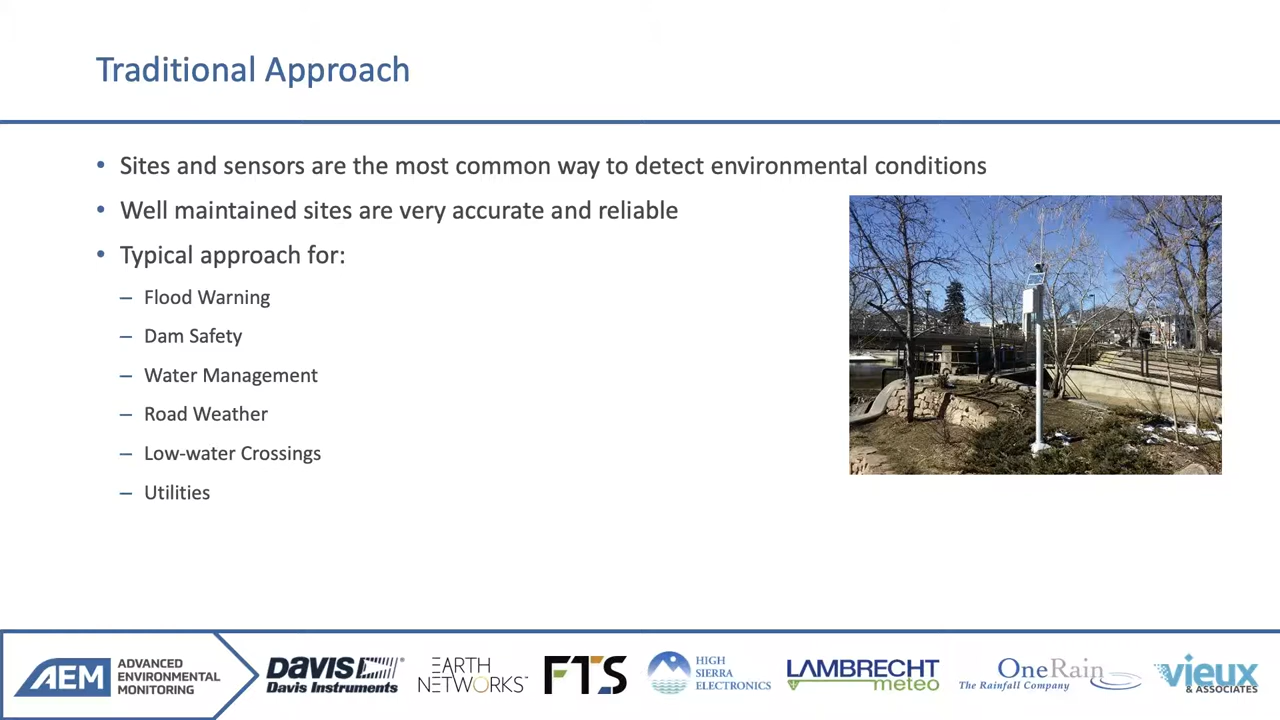 Traditional Approach
• Sites and sensors are the most common way to detect environmental conditions
• Well maintained sites are very accurate and reliable
• Typical approach for:
– Flood Warning
– Dam Safety
– Water Management
– Road Weather
– Low-water Crossings
– Utilities
AEM
ADVANCED
ENVIRONMENTAL
MONITORING
DAVIS
Davis Instruments
EARTH
NETWORKS™
FTS
HIGH
SIERRA
ELECTRONICS
LAMBRECHT
meteo
OneRain
The Rainfall Company
vieux
& ASSOCIATES